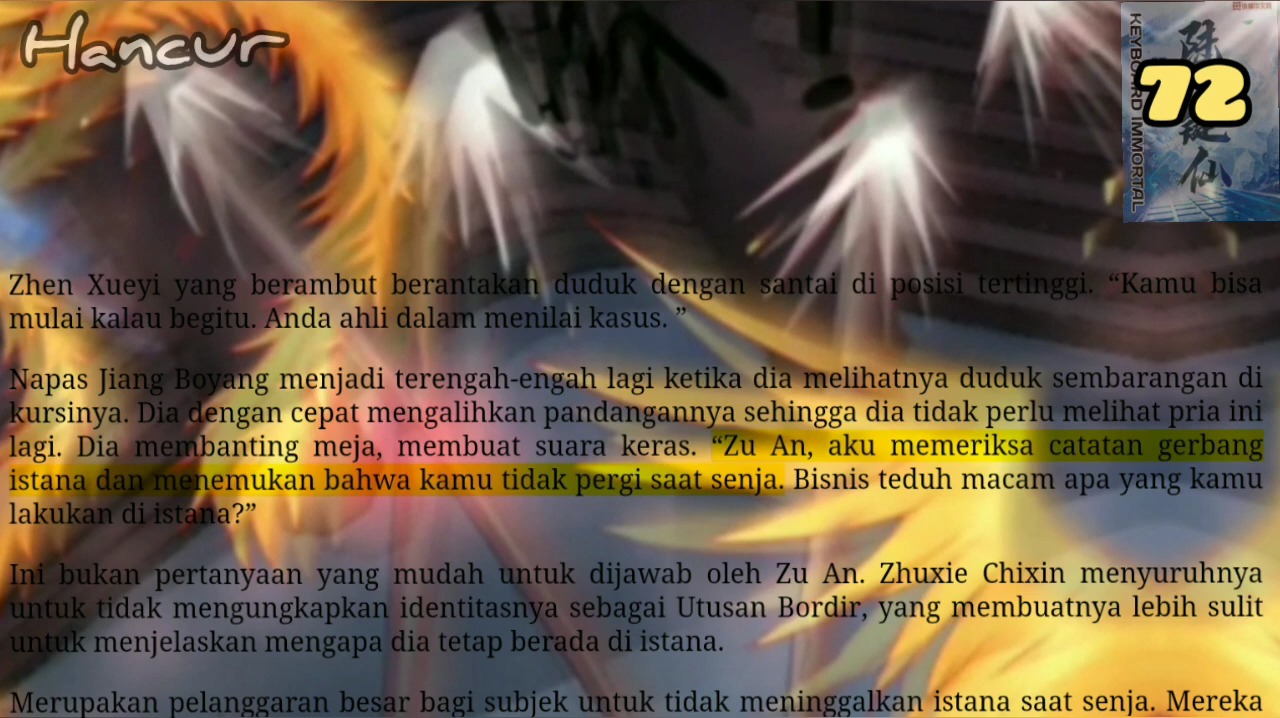 Hancur
KEYBOARD IMMORTAL
72
Zhen Xueyi yang berambut berantakan duduk dengan santai di posisi tertinggi. “Kamu bisa
mulai kalau begitu. Anda ahli dalam menilai kasus. ”
Napas Jiang Boyang menjadi terengah-engah lagi ketika dia melihatnya duduk sembarangan di
kursinya. Dia dengan cepat mengalihkan pandangannya sehingga dia tidak perlu melihat pria ini
lagi. Dia membanting meja, membuat suara keras. “Zu An, aku memeriksa catatan gerbang
istana dan menemukan bahwa kamu tidak pergi saat senja. Bisnis teduh macam apa yang kamu
lakukan di istana?”
Ini bukan pertanyaan yang mudah untuk dijawab oleh Zu An. Zhuxie Chixin menyuruhnya
untuk tidak mengungkapkan identitasnya sebagai Utusan Bordir, yang membuatnya lebih sulit
untuk menjelaskan mengapa dia tetap berada di istana.
Merupakan pelanggaran besar bagi subjek untuk tidak meninggalkan istana saat senja. Mereka